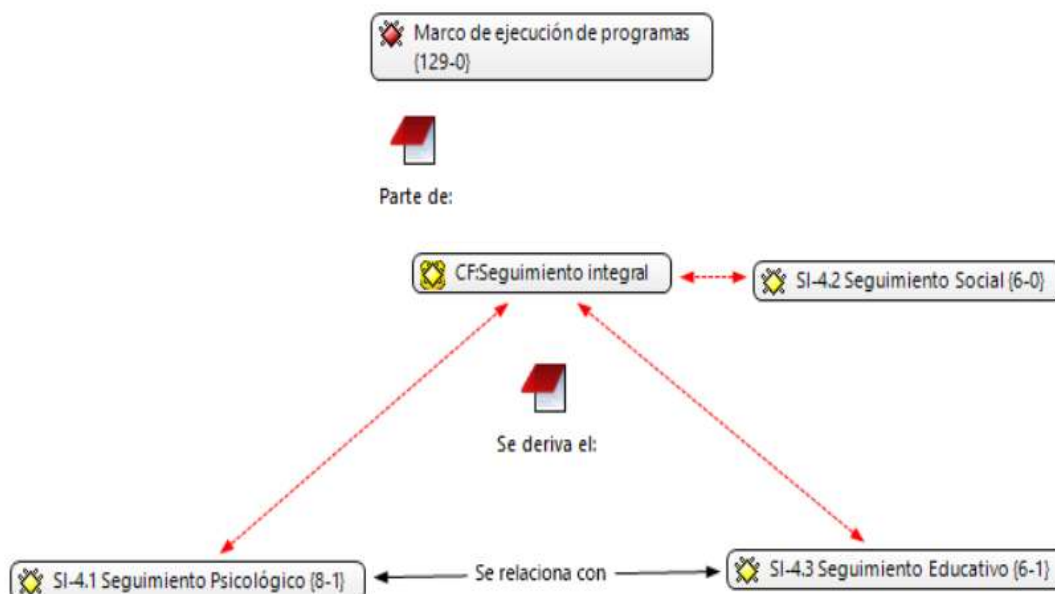 Marco de ejecución de programas
{129-0}
Parte de:
CF:Seguimiento integral
SI-4.2 Seguimiento Social {6-0}
Se deriva el:
SI-4.1 Seguimiento Psicológico {8-1}
Se relaciona con
SI-4.3 Seguimiento Educativo {6-1}